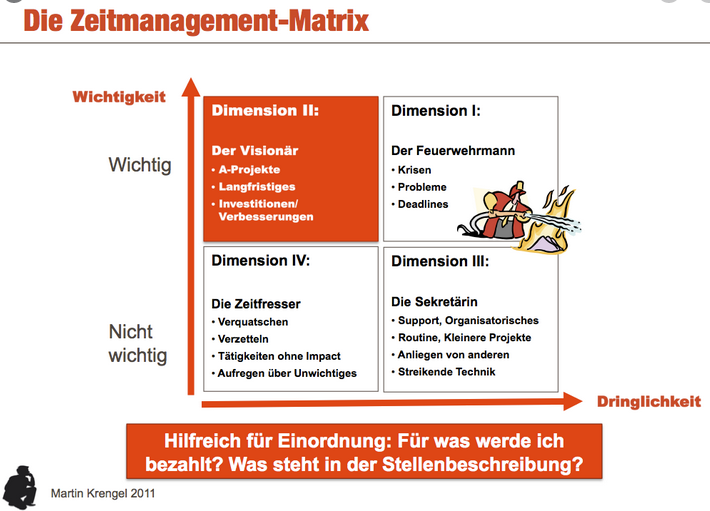 Die Zeitmanagement-Matrix
Wichtigkeit
Wichtig
Dimension II:
Der Visionär
• A-Projekte
• Langfristiges
• Investitionen/
Verbesserungen
Dimension I:
Der Feuerwehrmann
• Krisen
• Probleme
• Deadlines
Nicht
wichtig
Dimension IV:
Die Zeitfresser
• Verquatschen
• Verzetteln
• Tätigkeiten ohne Impact
• Aufregen über Unwichtiges
Dimension III:
Die Sekretärin
• Support, Organisatorisches
• Routine, Kleinere Projekte
• Anliegen von anderen
• Streikende Technik
Dringlichkeit
Hilfreich für Einordnung: Für was werde ich
bezahlt? Was steht in der Stellenbeschreibung?
Martin Krengel 2011